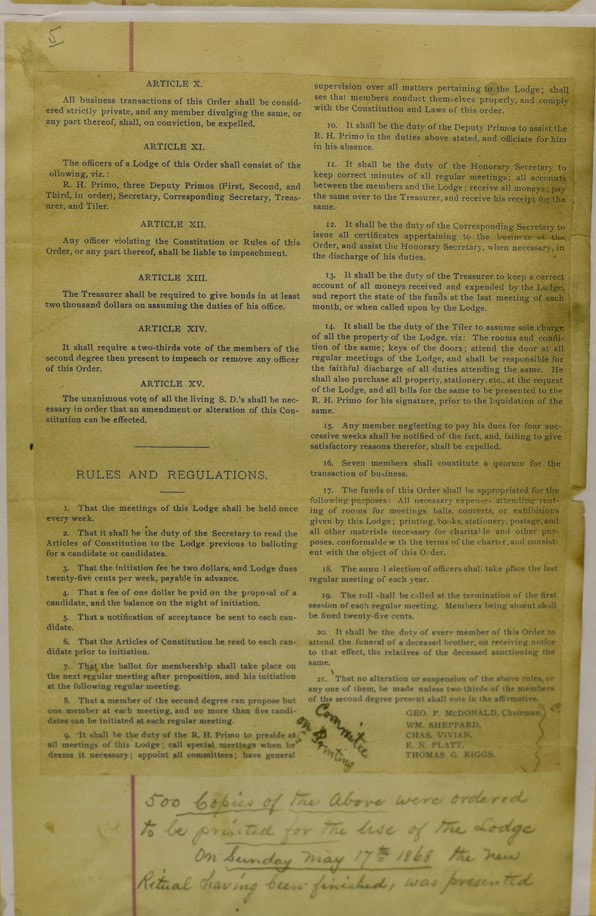 5
ARTICLE X.
All business transactions of this Order shall be consid-
ered strictly private, and any member divulging the same, or
any part thereof, shall, on conviction, be expelled.
ARTICLE XI.
The officers of a Lodge of this Order shall consist of the
ollowing, viz.:
R. H. Primo, three Deputy Primos (First, Second, and
Third, in order), Secretary, Corresponding Secretary, Treas-
urer, and Tiler.
ARTICLE XII.
Any officer violating the Constitution or Rules of this
Order, or any part thereof, shall be liable to impeachment.
ARTICLE XIII.
The Treasurer shall be required to give bonds in at least
two thousand dollars on assuming the duties of his office.
ARTICLE XIV.
It shall require a two-thirds vote of the members of the
second degree then present to impeach or remove any officer
of this Order.
ARTICLE XV.
The unanimous vote of all the living S. D.'s shall be nec-
essary in order that an amendment or alteration of this Con-
stitution can be effected.
RULES AND REGULATIONS.
1. That the meetings of this Lodge shall be held once
every week.
2. That it shall be the duty of the Secretary to read the
Articles of Constitution to the Lodge previous to balloting
for a candidate or candidates.
3. That the initiation fee be two dollars, and Lodge dues
twenty-five cents per week, payable in advance.
4. That a fee of one dollar be paid on the proposal of a
candidate, and the balance on the night of initiation.
5. That a notification of acceptance be sent to each can-
didate.
6. That the Articles of Constitution be read to each can-
didate prior to initiation.
7. That the ballot for membership shall take place on
the next regular meeting after proposition, and his initiation
at the following regular meeting.
8. That a member of the second degree can propose but
one member at each meeting, and no more than five candi-
dates can be initiated at each regular meeting.
9. It shall be the duty of the R. H. Primo to preside at
all meetings of this Lodge; call special meetings when he
deems it necessary; appoint all committees; have general
supervision over all matters pertaining to the Lodge; shall
see that members conduct themselves properly, and comply
with the Constitution and Laws of this order.
10. It shall be the duty of the Deputy Primos to assist the
R. H. Primo in the duties above stated, and officiate for him
in his absence.
11. It shall be the duty of the Honorary Secretary to
keep correct minutes of all regular meetings; all accounts
between the members and the Lodge; receive all moneys; pay
the same over to the Treasurer, and receive his receipt for the
same.
12. It shall be the duty of the Corresponding Secretary to
issue all certificates appertaining to the business of the
Order, and assist the Honorary Secretary, when necessary, in
the discharge of his duties.
13. It shall be the duty of the Treasurer to keep a correct
account of all moneys received and expended by the Lodge,
and report the state of the funds at the last meeting of each
month, or when called upon by the Lodge.
14. It shall be the duty of the Tiler to assume sole charge
of all the property of the Lodge, viz: The rooms and condi-
tion of the same; keys of the doors; attend the door at all
regular meetings of the Lodge, and shall be responsible for
the faithful discharge of all duties attending the same. He
shall also purchase all property, stationery, etc., at the request
of the Lodge, and all bills for the same to be presented to the
R. H. Primo for his signature, prior to the liquidation of the
same.
15. Any member neglecting to pay his dues for four suc-
cessive weeks shall be notified of the fact, and, failing to give
satisfactory reasons therefor, shall be expelled.
16. Seven members shall constitute a quorum for the
transaction of business.
17. The funds of this Order shall be appropriated for the
following purposes: All necessary expenses attending rent-
ing of rooms for meetings, balls, concerts, or exhibitions
given by this Lodge; printing, books, stationery, postage, and
all other materials necessary for charitable and other pur-
poses, conformable with the terms of the charter, and consist-
ent with the object of this Order.
18. The annual election of officers shall take place the last
regular meeting of each year.
19. The roll shall be called at the termination of the first
session of each regular meeting. Members being absent shall
be fined twenty-five cents.
20. It shall be the duty of every member of this Order to
attend the funeral of a deceased brother, on receiving notice
to that effect, the relatives of the deceased sanctioning the
same.
21. That no alteration or suspension of the above rules, or
any one of them, be made unless two-thirds of the members
of the second degree present shall vote in the affirmative.
Committee
on Printing
GEO. F. McDONALD, Chairman,
WM. SHEPPARD,
CHAS. VIVIAN,
E. N. PLATT,
THOMAS G. RIGGS.
500 Copies of the Above were ordered
to be printed for the Use of the Lodge
On Sunday May 17th 1868 the new
Ritual having been finished, was presented